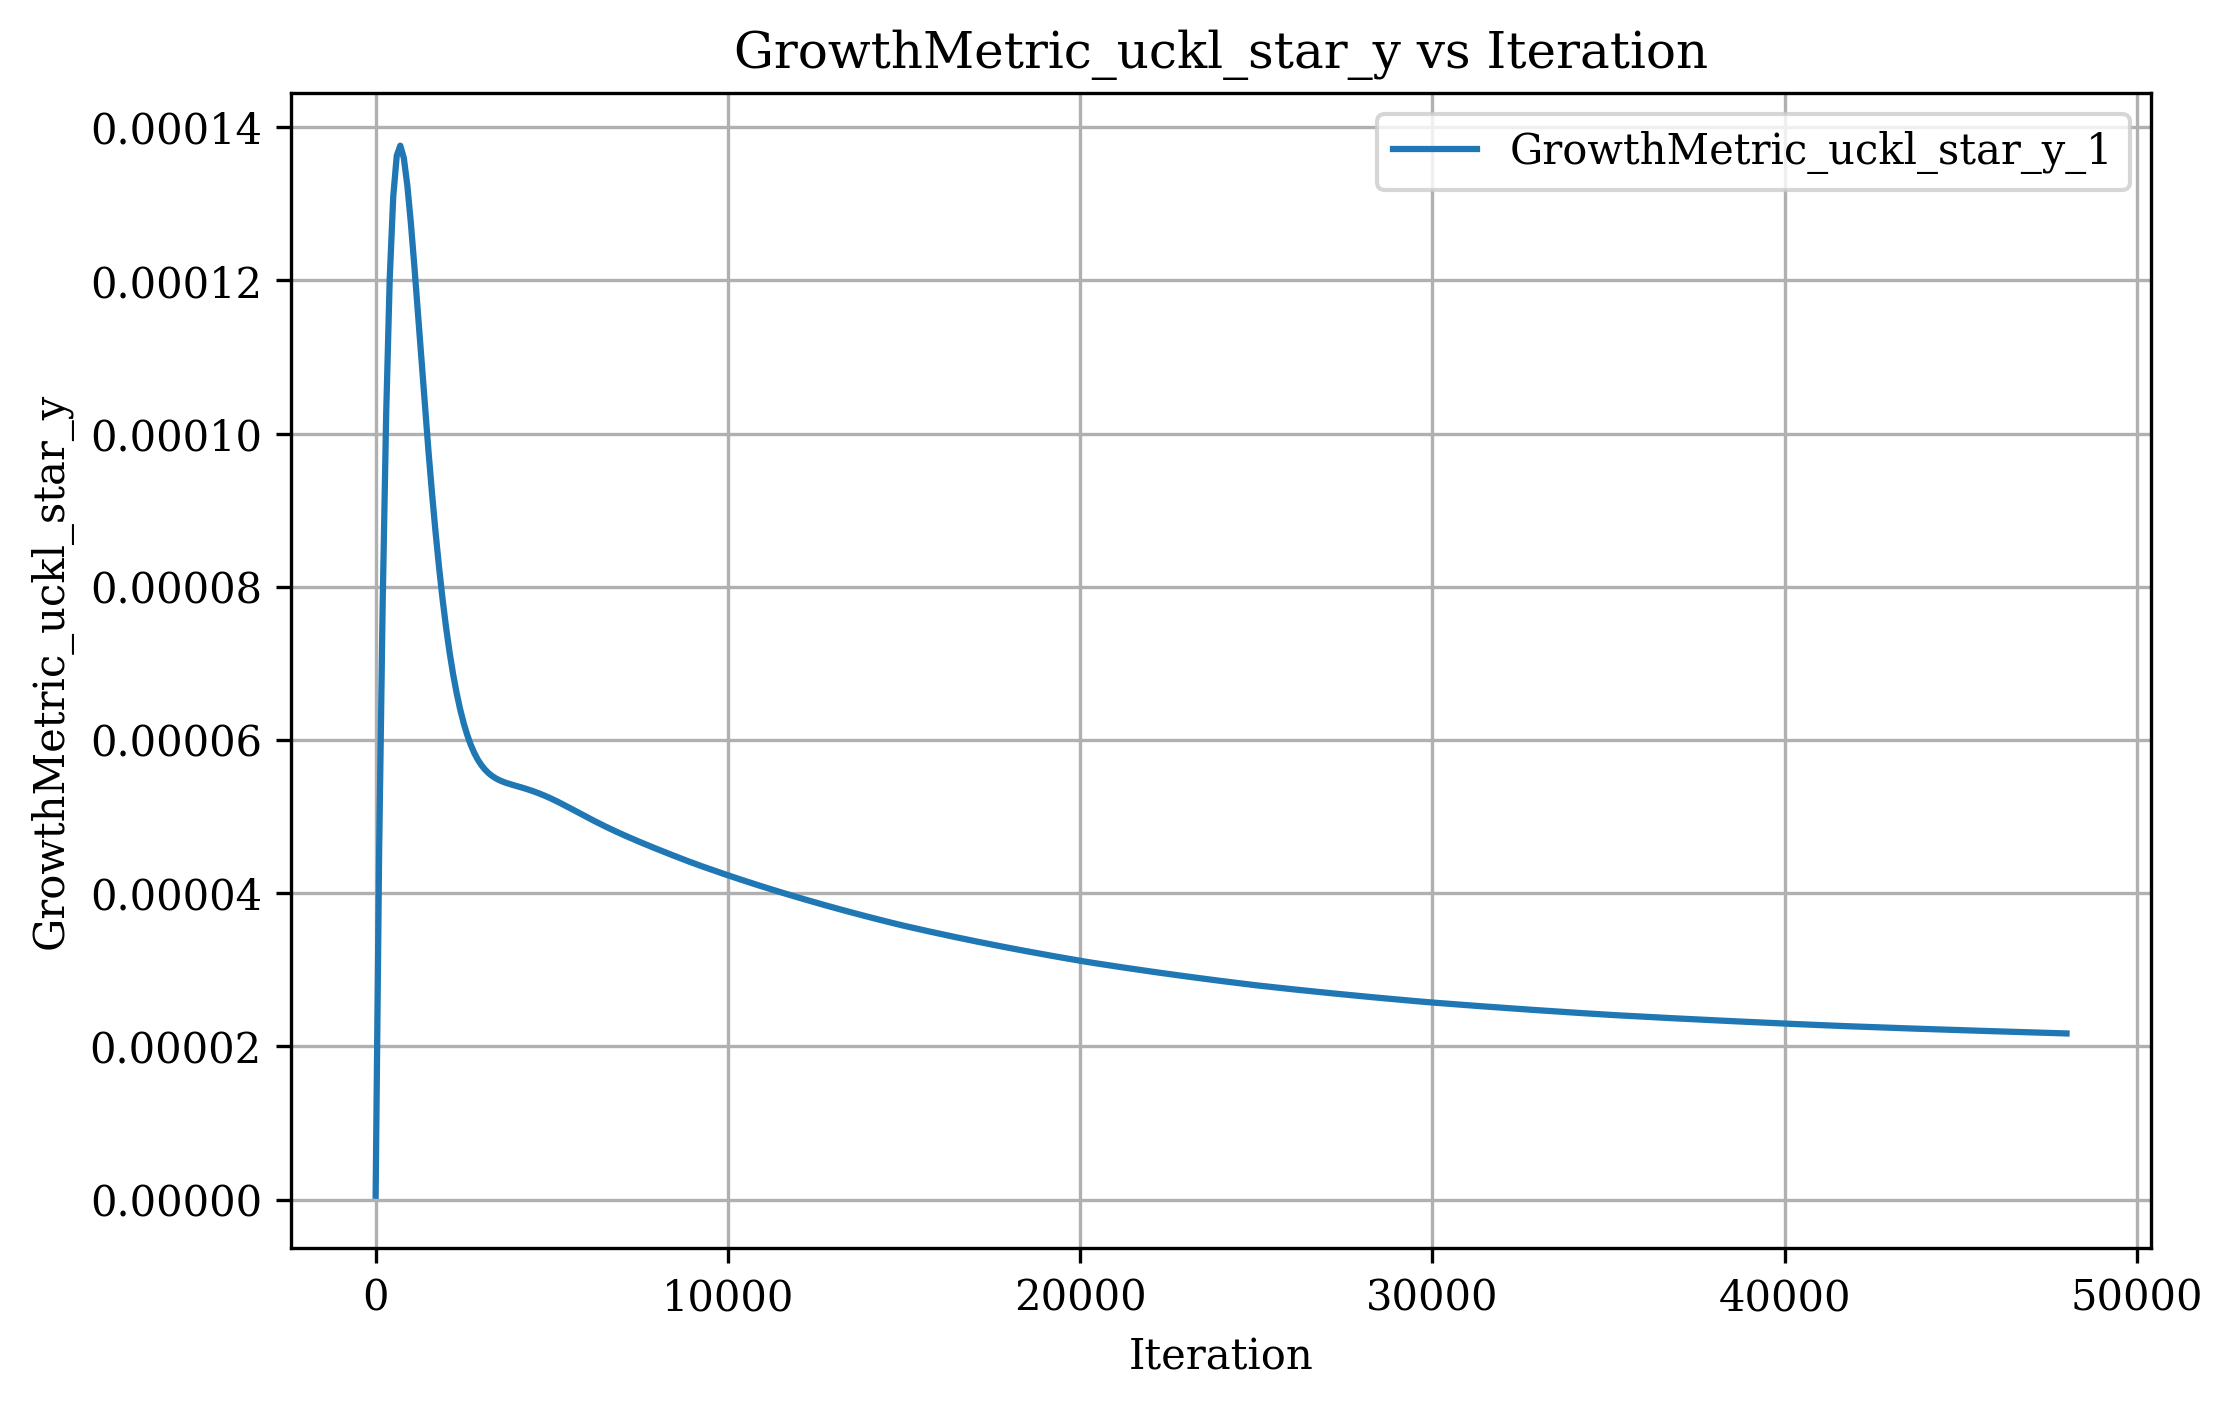 GrowthMetric_uckl_star_y vs Iteration
GrowthMetric_uckl_star_y_1
GrowthMetric_uckl_star_y
0.00014
0.00012
0.00010
0.00008
0.00006
0.00004
0.00002
0.00000
0 10000 20000 30000 40000 50000
Iteration